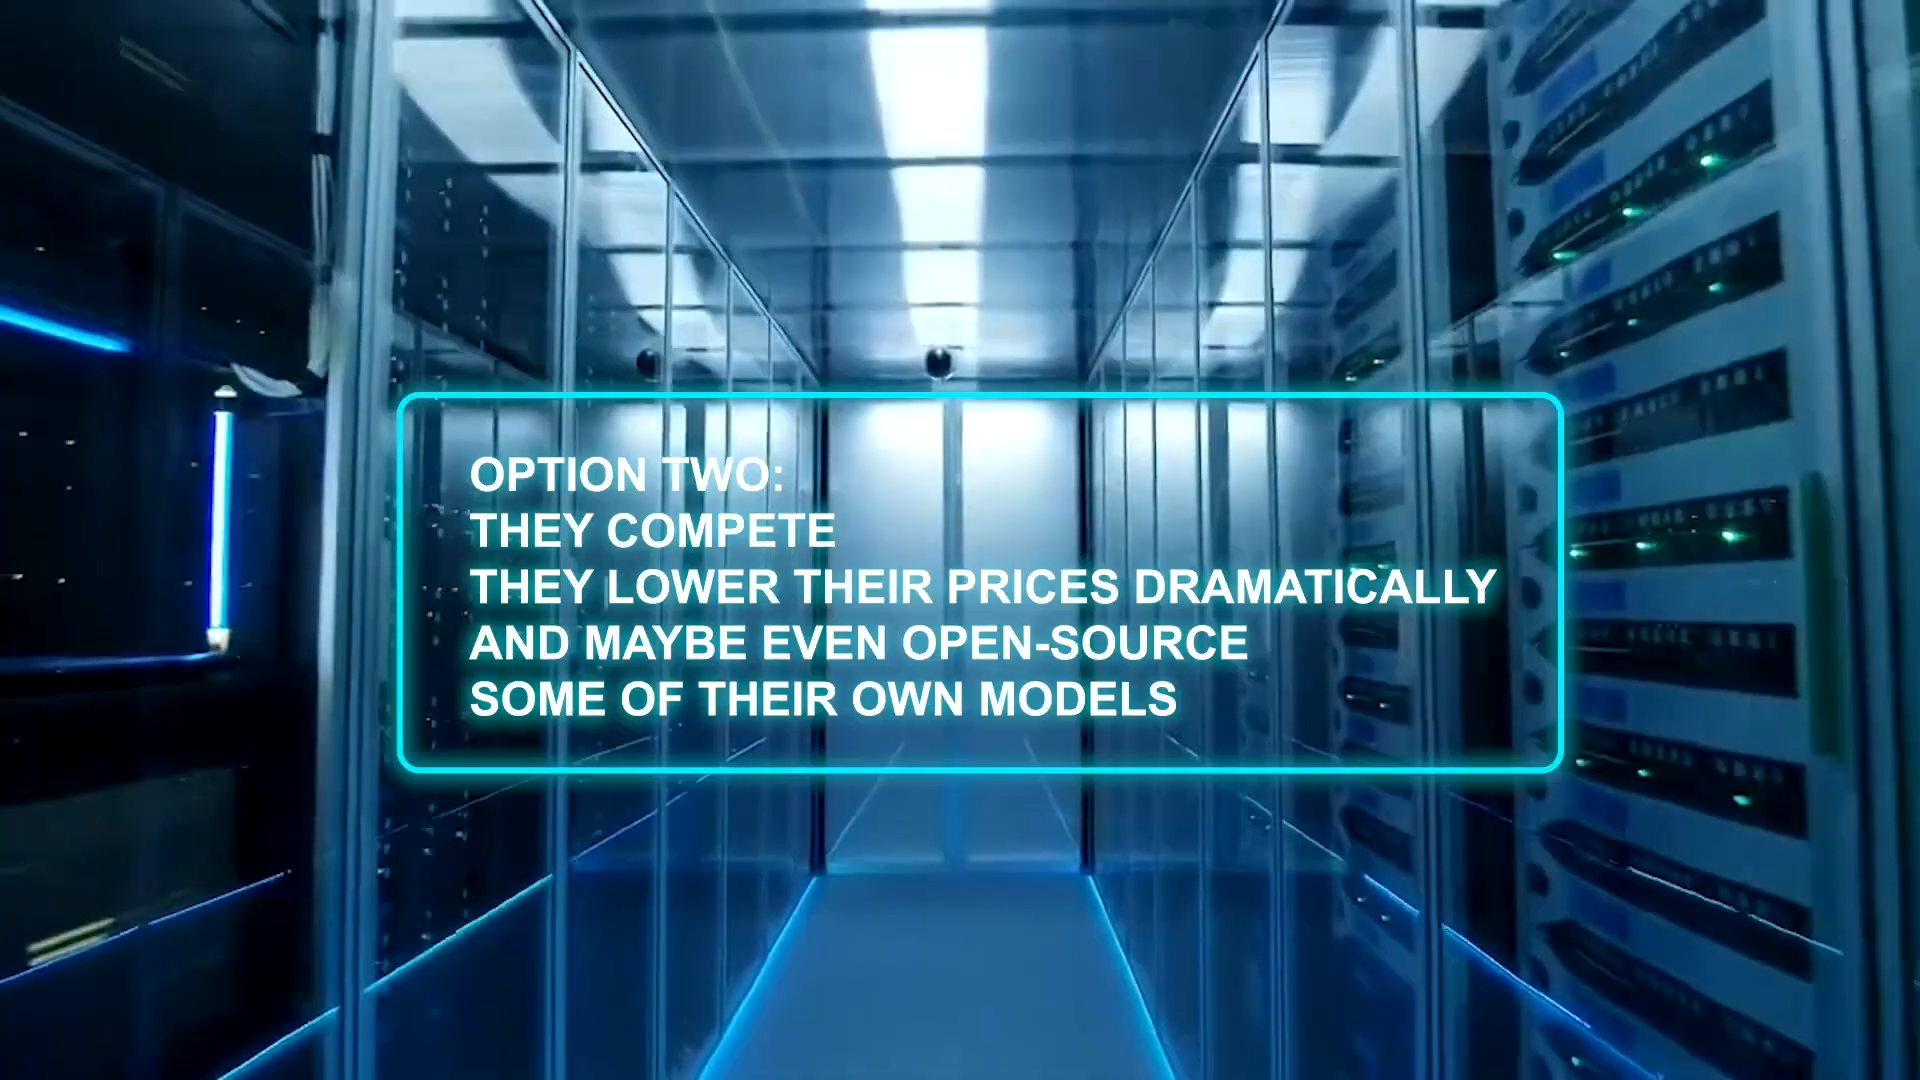 OPTION TWO:
THEY COMPETE
THEY LOWER THEIR PRICES DRAMATICALLY
AND MAYBE EVEN OPEN-SOURCE
SOME OF THEIR OWN MODELS